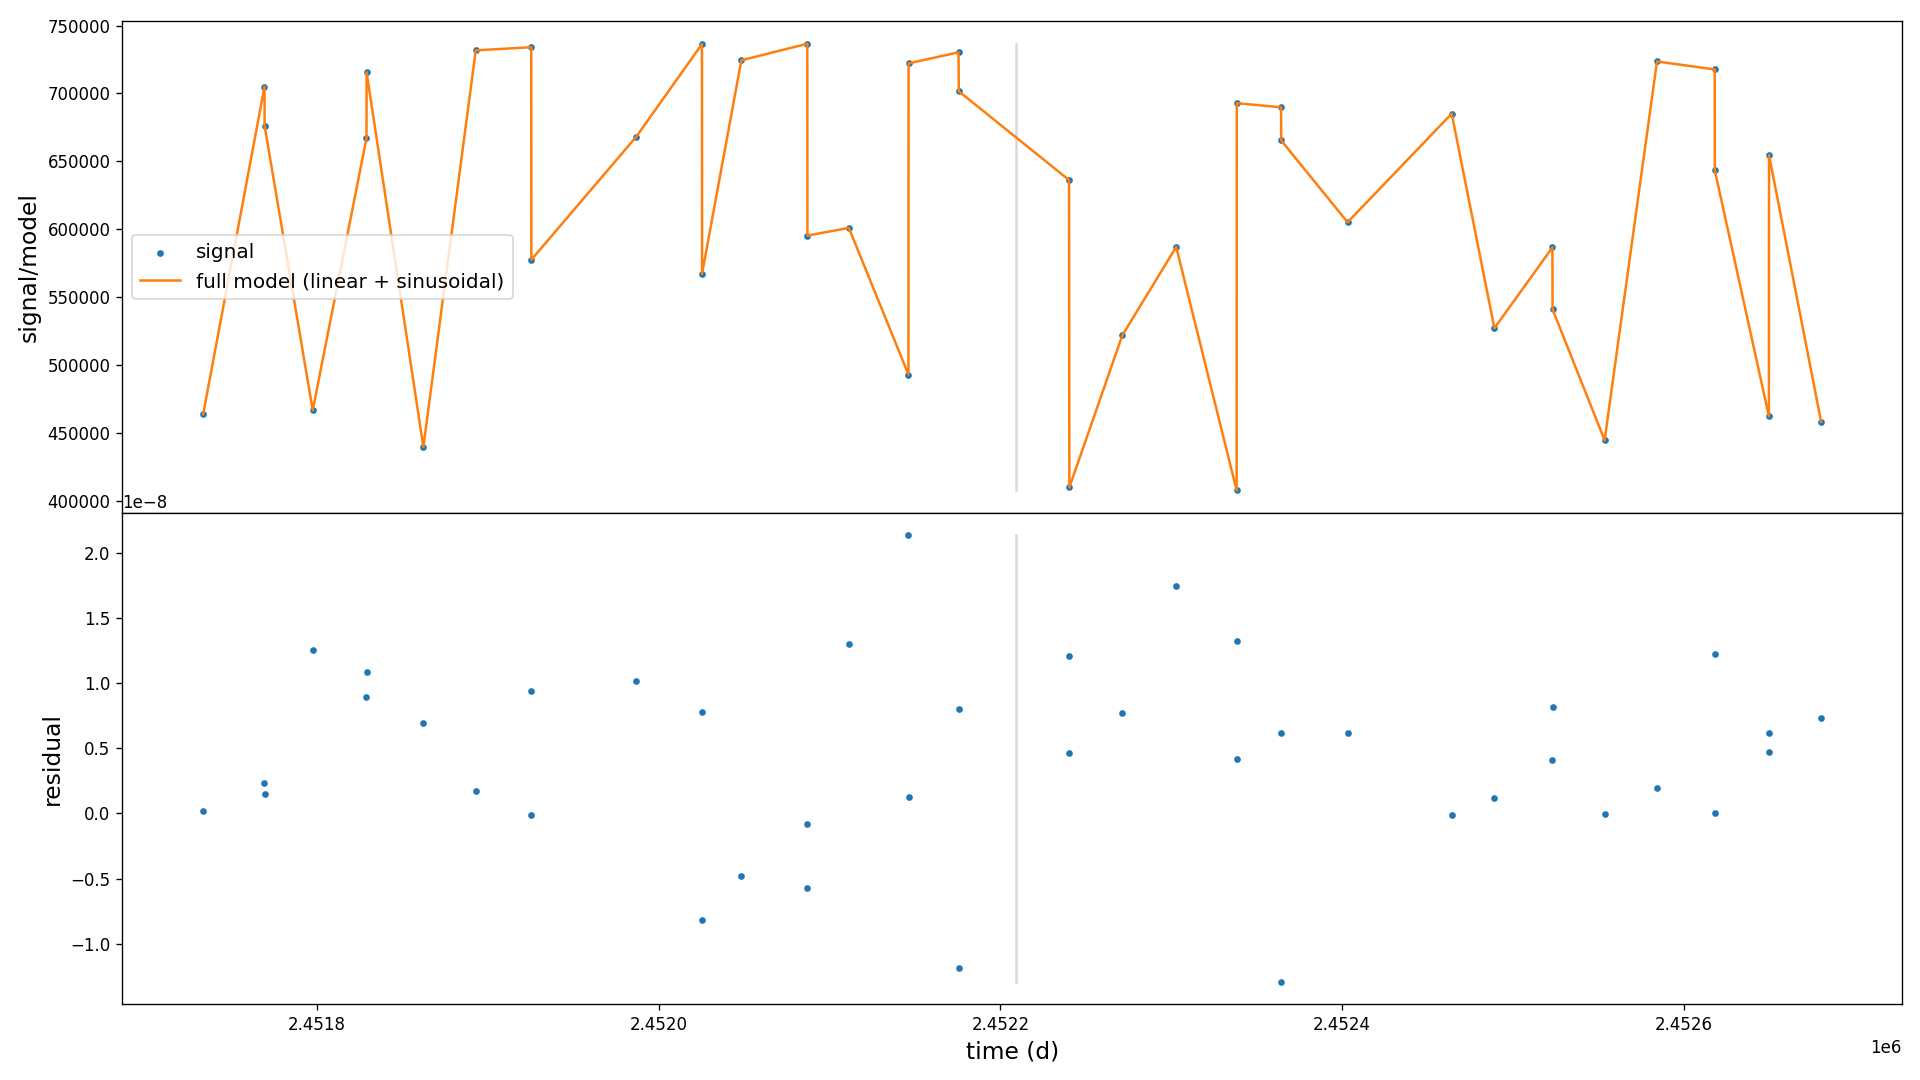 750000
700000
650000
600000
550000
500000
450000
400000
signal/model
signal
full model (linear + sinusoidal)
1e−8
2.0
1.5
1.0
0.5
0.0
−0.5
−1.0
residual
2.4518
2.4520
2.4522
2.4524
2.4526
time (d)
1e6